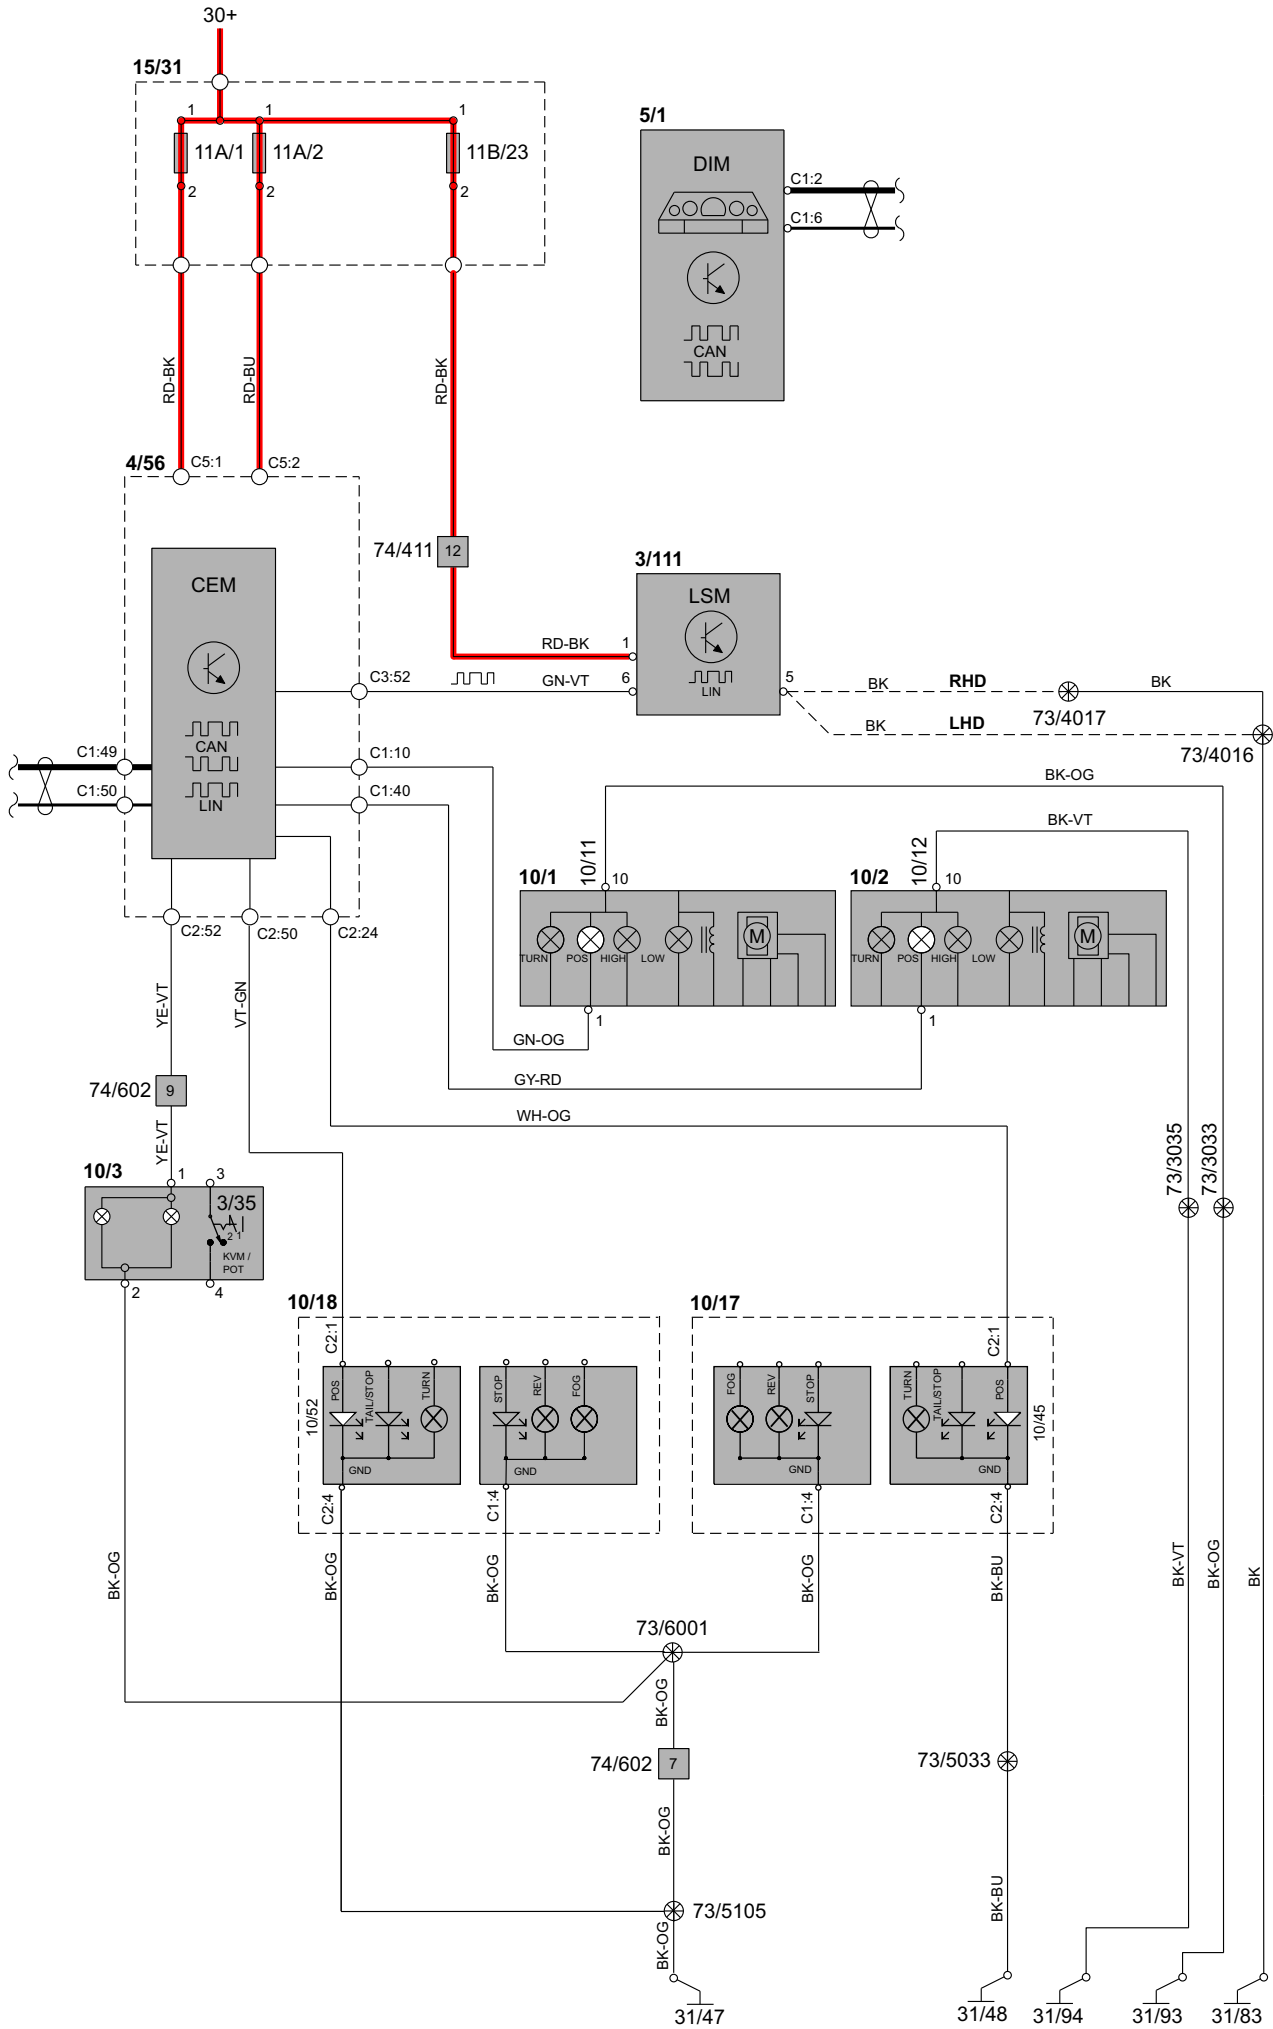 30+
15/31
1 1 1
11A/1 11A/2 11B/23
2 2 2
5/1
DIM
C1:2
C1:6
CAN
RD-BK RD-BU RD-BK
4/56 C5:1 C5:2
74/411 12
3/111
CEM
LSM
RD-BK 1
C3:52 GN-VT 6
LIN
5 BK RHD BK
73/4017
BK LHD
73/4016
CAN
C1:49 C1:10
LIN
C1:50 C1:40
BK-OG
BK-VT
10/1 10/11 10
10/2 10/12 10
M M
TURN POS HIGH LOW
TURN POS HIGH LOW
C2:52 C2:50 C2:24
1 1
YE-VT VT-GN
GN-OG
GY-RD
WH-OG
74/602 9
YE-VT
73/3035 73/3033
10/3 1 3
3/35
2 1
KVM /
POT
2 4
10/18 10/17
C2:1 C2:1
10/52 POS TAIL/STOP TURN
STOP REV FOG
FOG REV STOP
TURN TAIL/STOP POS 10/45
GND GND GND GND
C2:4 C1:4 C1:4 C2:4
BK-OG BK-OG BK-OG BK-OG BK-BU BK-VT BK-OG BK
73/6001
BK-OG
74/602 7
73/5033
BK-OG
BK-BU
73/5105
BK-OG
31/47 31/48 31/94 31/93 31/83